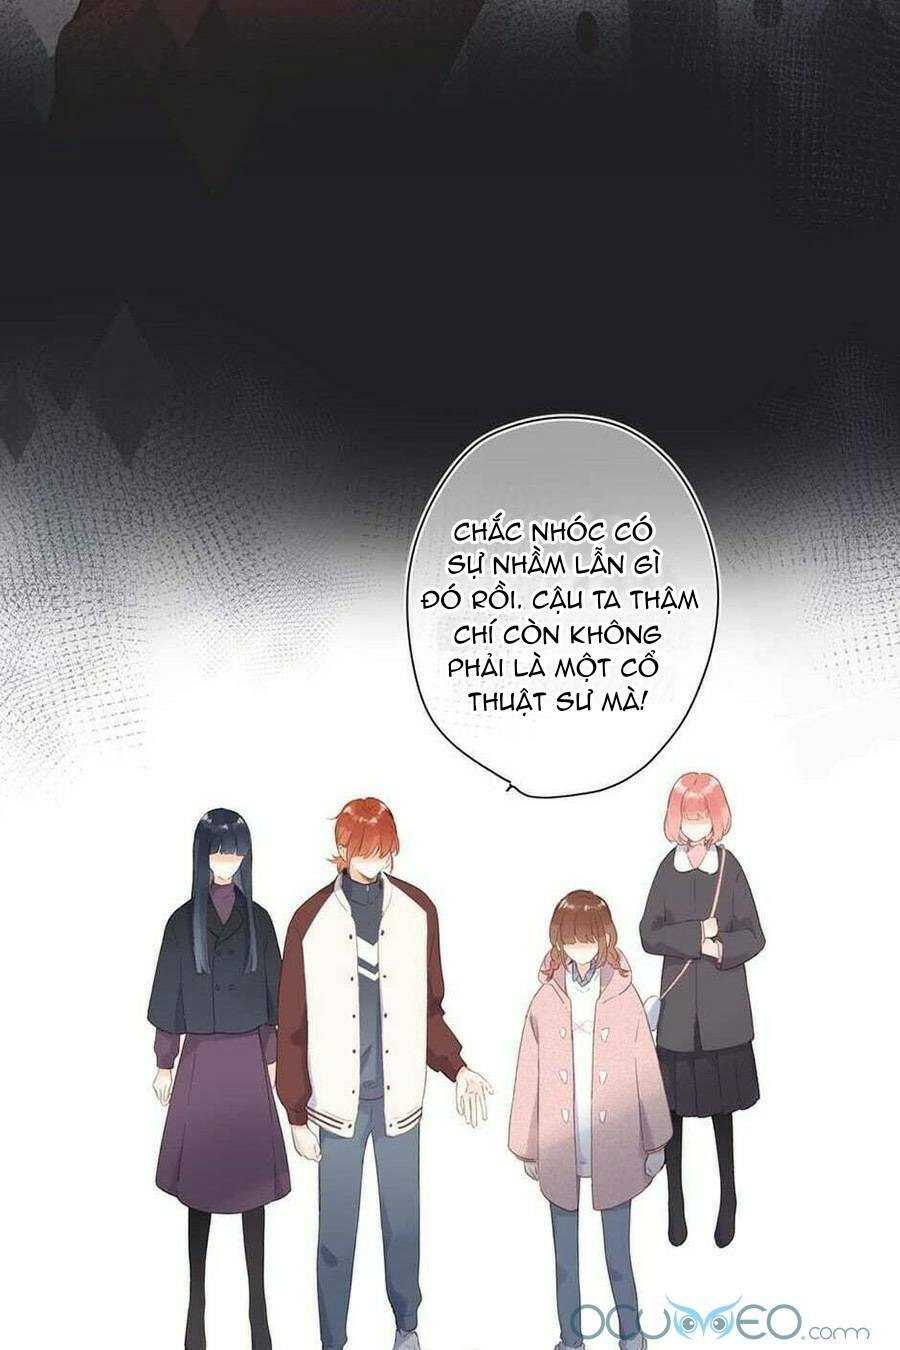 CHẮC NHÓC CÓ
SỰ NHẦM LẪN GÌ
ĐÓ RỒI. CẬU TA THẬM
CHÍ CÒN KHÔNG
PHẢI LÀ MỘT CỔ
THUẬT SƯ MÀ!
OCUMEO.com